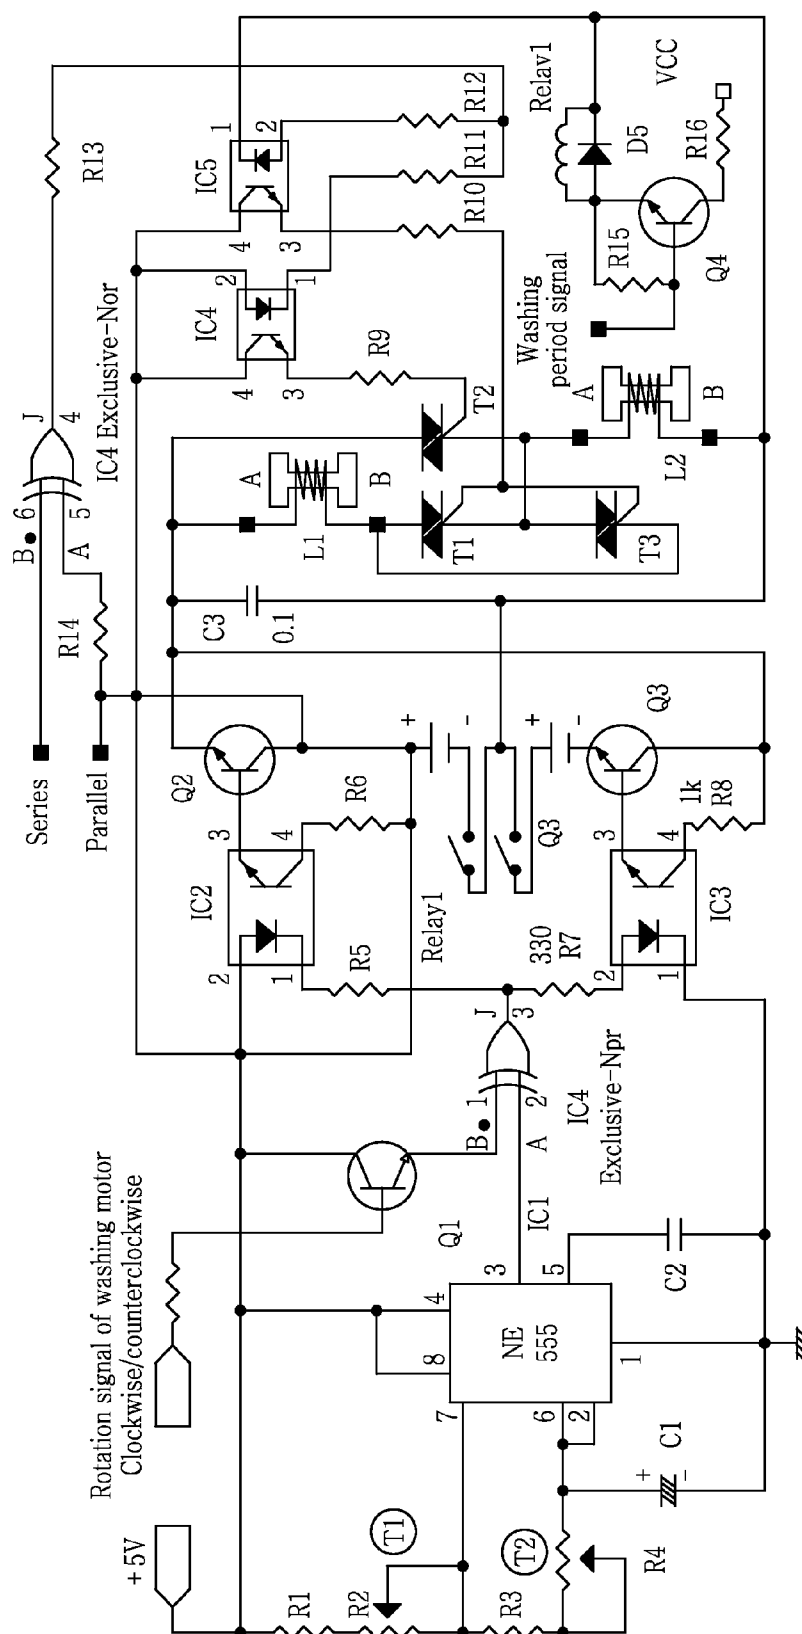 +5V
Rotation signal of washing motor
Clockwise/counterclockwise
R1
R2
T1
R3
T2
R4
C1
+
-
7
8
4
6
2
NE
555
3
5
1
C2
IC1
Q1
B
1
A
2
J
3
IC4
Exclusive-Npr
2
1
IC2
3
4
R5
R6
Q2
330
R7
2
1
IC3
3
4
1k
R8
Q3
Relay1
Q3
+
-
+
-
Series
Parallel
R14
B
6
A
5
J
4
IC4 Exclusive-Nor
R13
C3
0.1
L1
A
B
T1
T2
T3
R9
IC4
4
3
2
1
IC5
4
3
1
2
R10
R11
R12
L2
A
B
Washing
period signal
R15
Q4
D5
Relav1
R16
VCC